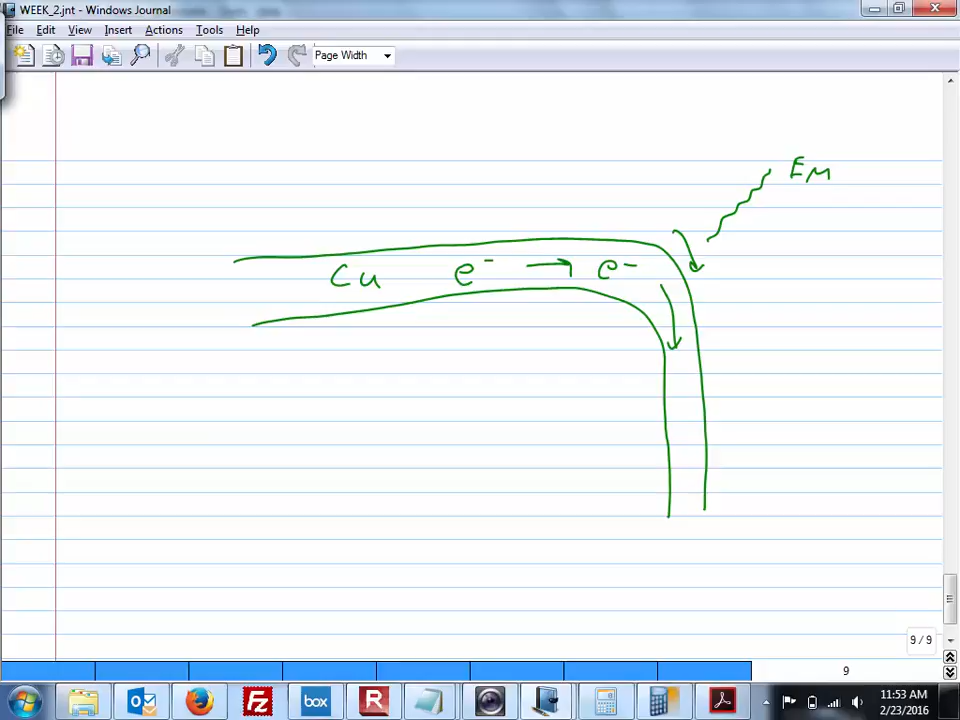 WEEK_2.jnt - Windows Journal
File Edit View Insert Actions Tools Help
Page Width
EM
Cu e⁻ → e⁻
9 / 9
9
box
R
11:53 AM
2/23/2016